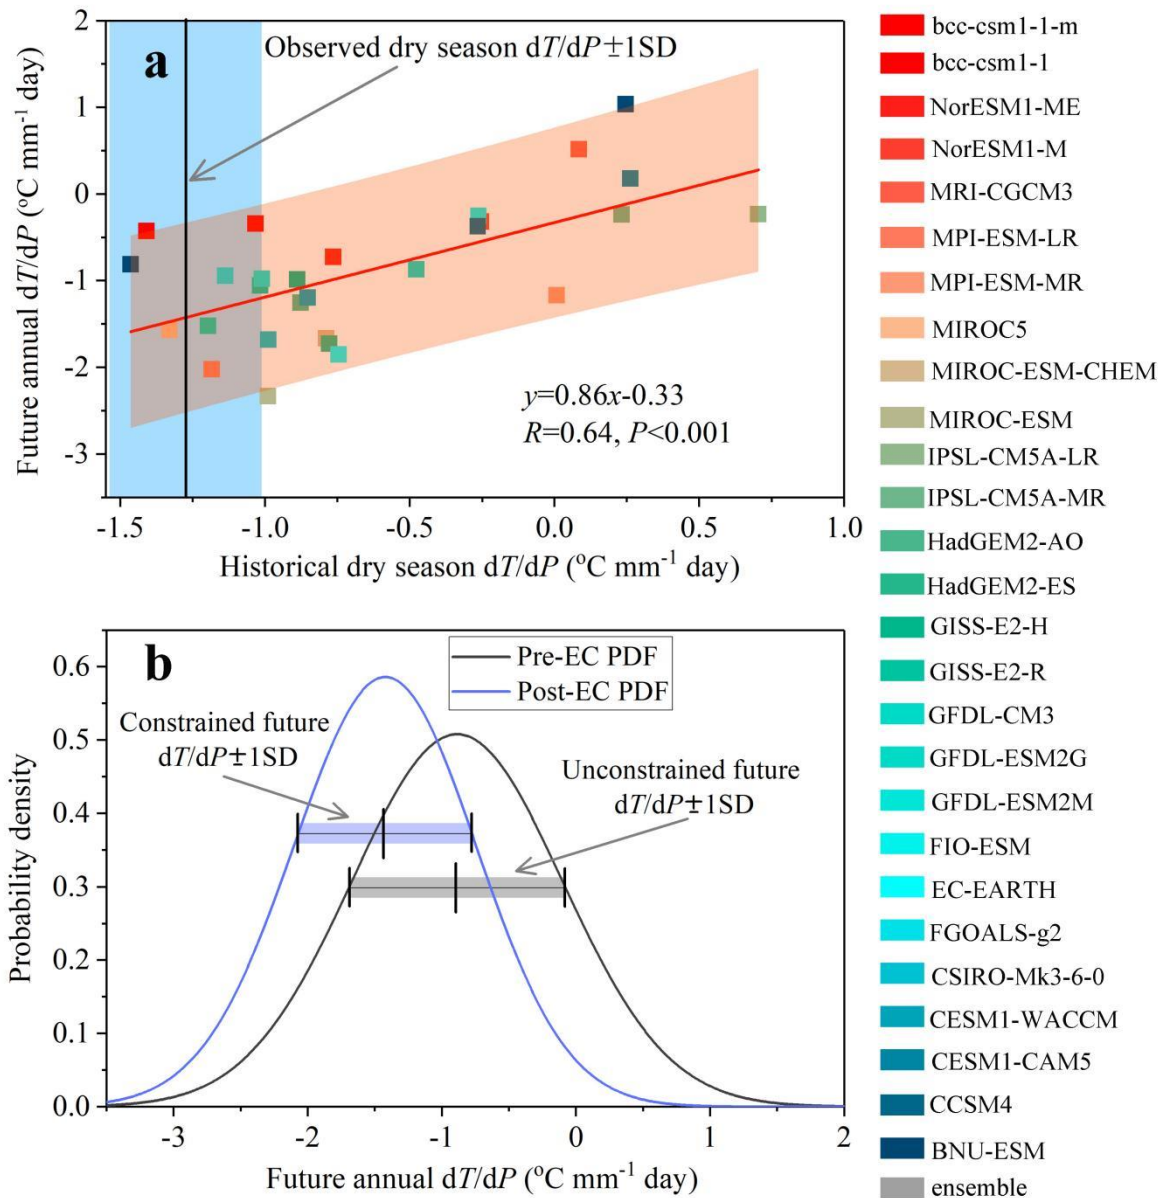 a
Observed dry season dT/dP±1SD
2
1
0
-1
-2
-3
Future annual dT/dP (°C mm⁻¹ day)
y=0.86x-0.33
R=0.64, P<0.001
-1.5 -1.0 -0.5 0.0 0.5 1.0
Historical dry season dT/dP (°C mm⁻¹ day)
b
Pre-EC PDF
Post-EC PDF
Constrained future
dT/dP±1SD
Unconstrained future
dT/dP±1SD
0.6
0.5
0.4
0.3
0.2
0.1
0.0
Probability density
-3 -2 -1 0 1 2
Future annual dT/dP (°C mm⁻¹ day)
bcc-csm1-1-m
bcc-csm1-1
NorESM1-ME
NorESM1-M
MRI-CGCM3
MPI-ESM-LR
MPI-ESM-MR
MIROC5
MIROC-ESM-CHEM
MIROC-ESM
IPSL-CM5A-LR
IPSL-CM5A-MR
HadGEM2-AO
HadGEM2-ES
GISS-E2-H
GISS-E2-R
GFDL-CM3
GFDL-ESM2G
GFDL-ESM2M
FIO-ESM
EC-EARTH
FGOALS-g2
CSIRO-Mk3-6-0
CESM1-WACCM
CESM1-CAM5
CCSM4
BNU-ESM
ensemble